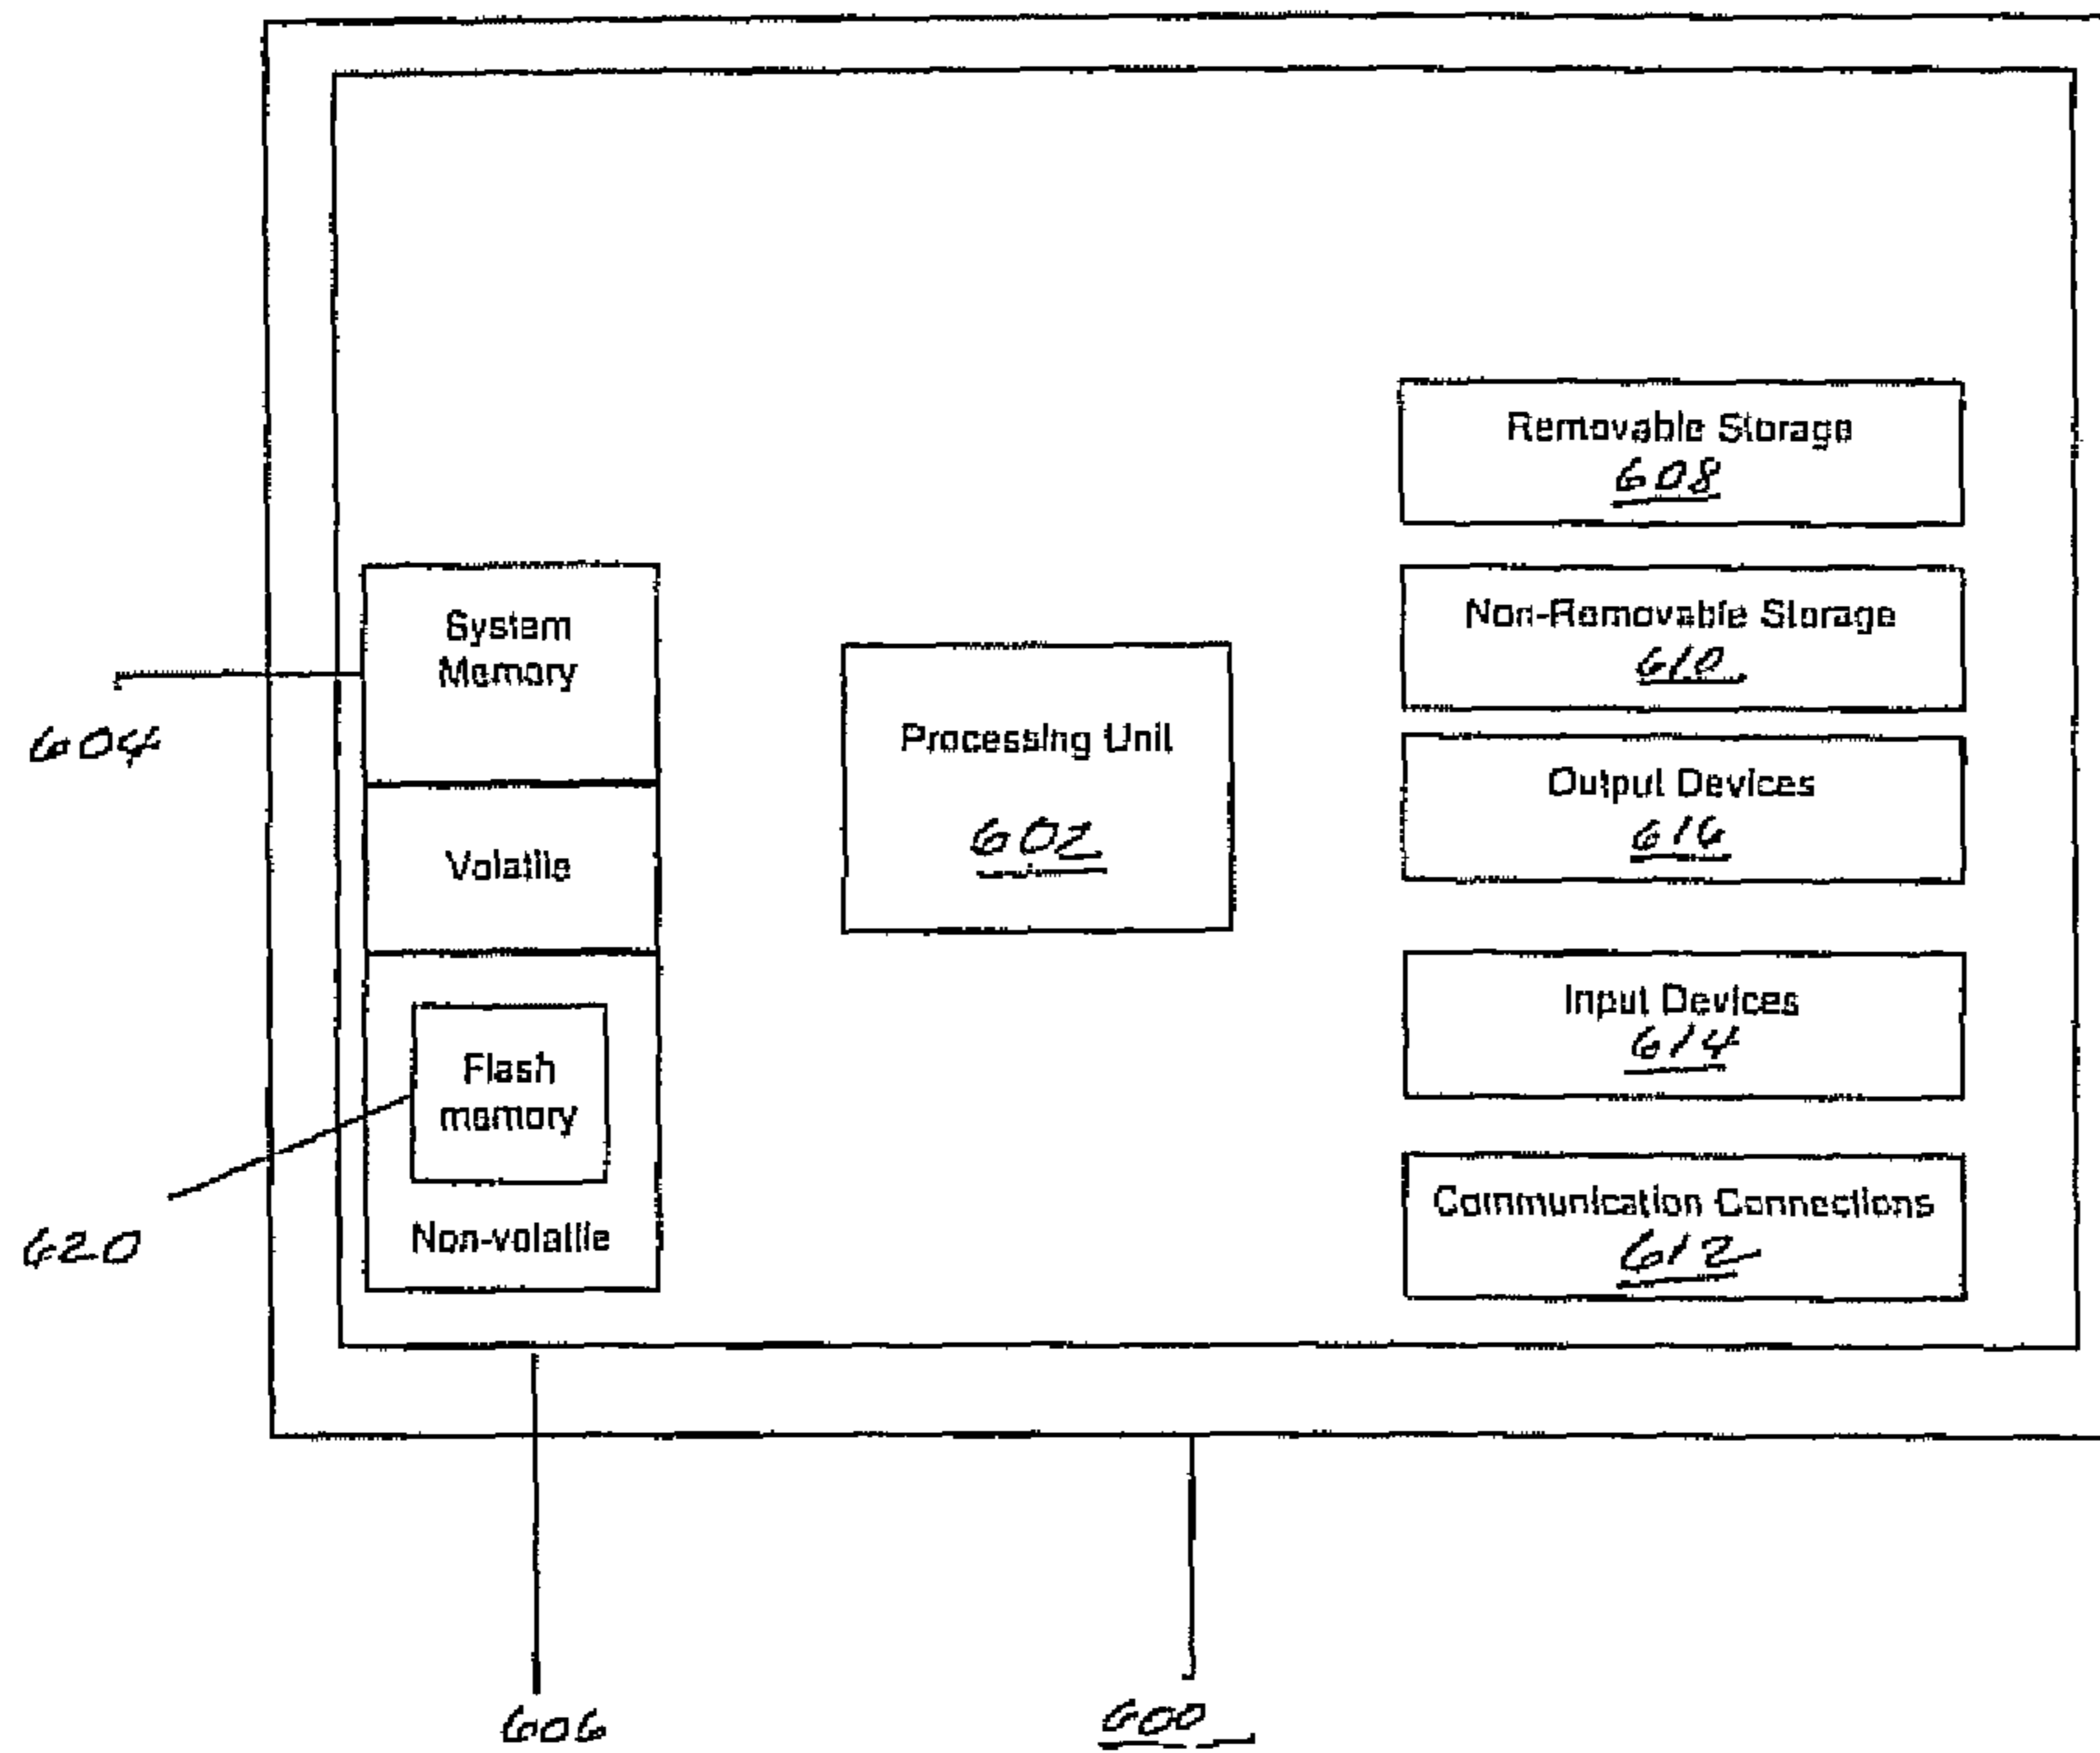 Removable Storage
608
Non-Removable Storage
610
System
Memory
604
Processing Unit
602
Output Devices
616
Volatile
Input Devices
614
Flash
memory
620
Non-volatile
Communication Connections
612
606
600